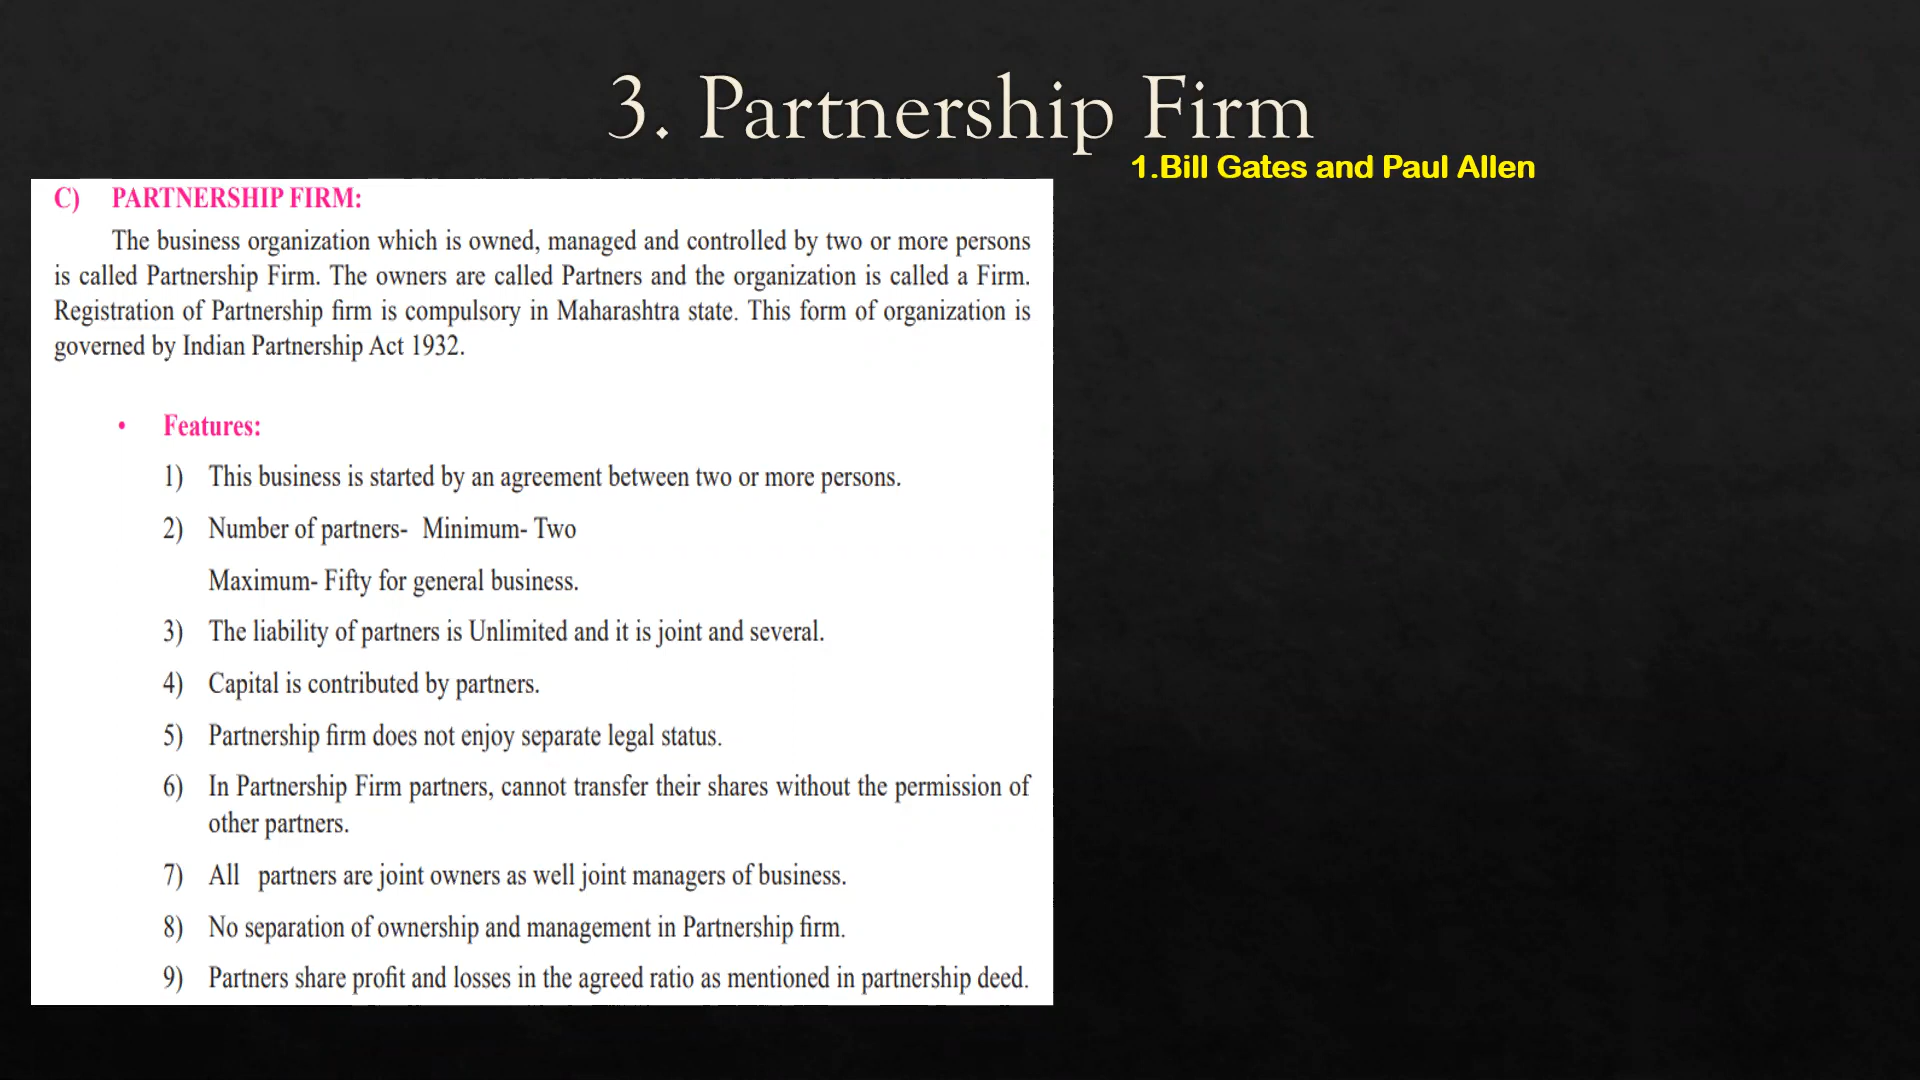 3. Partnership Firm
1.Bill Gates and Paul Allen
C) PARTNERSHIP FIRM:
The business organization which is owned, managed and controlled by two or more persons
is called Partnership Firm. The owners are called Partners and the organization is called a Firm.
Registration of Partnership firm is compulsory in Maharashtra state. This form of organization is
governed by Indian Partnership Act 1932.
• Features:
1) This business is started by an agreement between two or more persons.
2) Number of partners- Minimum- Two
Maximum- Fifty for general business.
3) The liability of partners is Unlimited and it is joint and several.
4) Capital is contributed by partners.
5) Partnership firm does not enjoy separate legal status.
6) In Partnership Firm partners, cannot transfer their shares without the permission of
other partners.
7) All partners are joint owners as well joint managers of business.
8) No separation of ownership and management in Partnership firm.
9) Partners share profit and losses in the agreed ratio as mentioned in partnership deed.